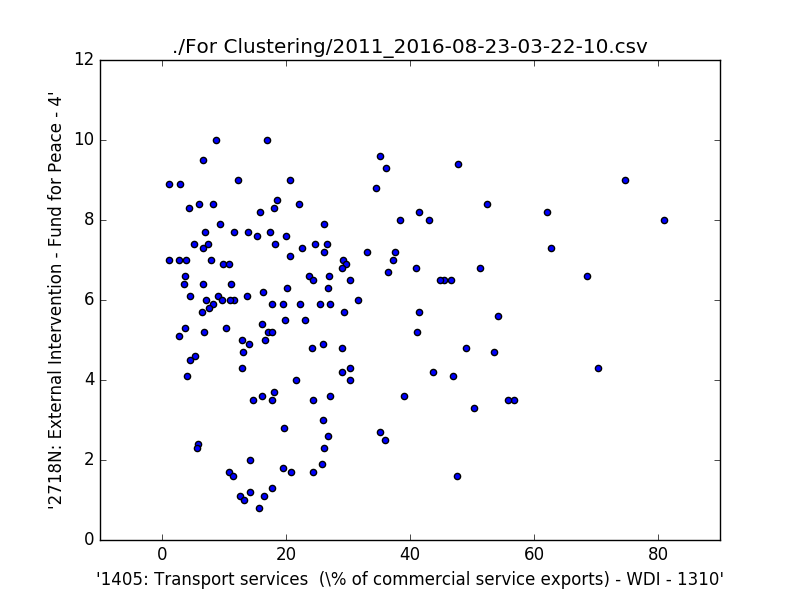 ./For Clustering/2011_2016-08-23-03-22-10.csv
'2718N: External Intervention - Fund for Peace - 4'
12
10
8
6
4
2
0
0 20 40 60 80
'1405: Transport services  (\% of commercial service exports) - WDI - 1310'